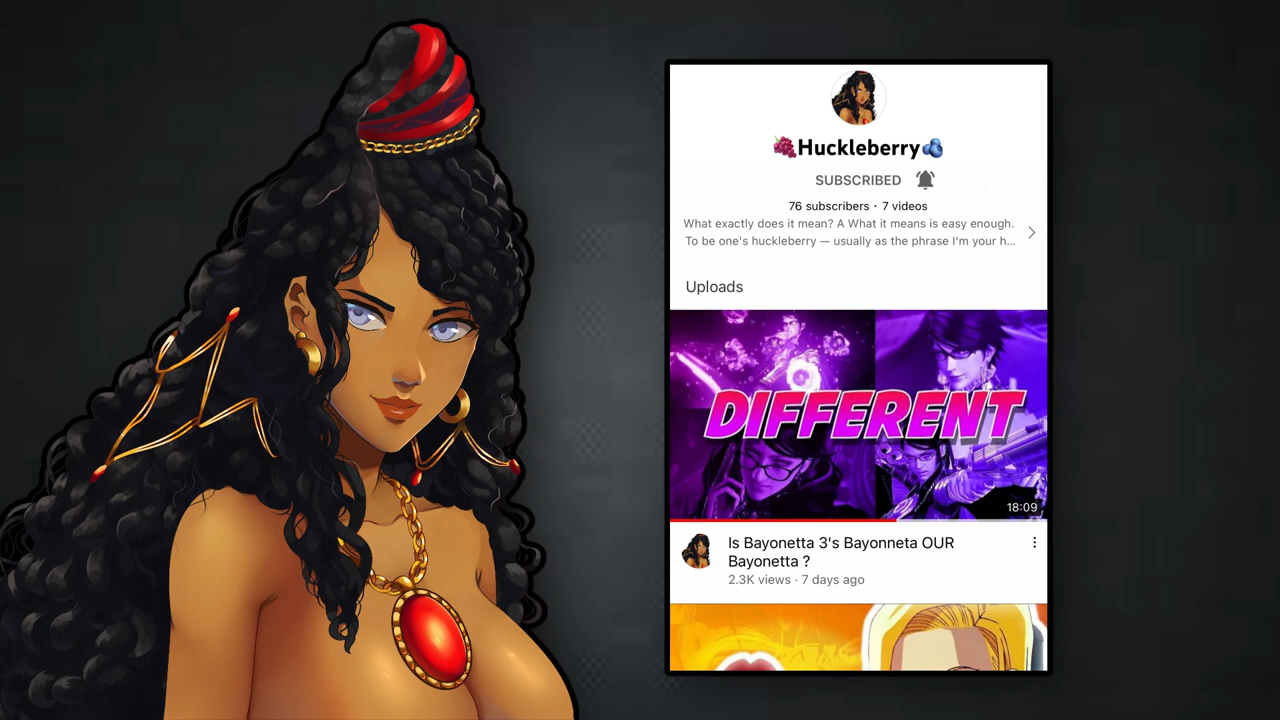 🍇Huckleberry🫐
SUBSCRIBED
76 subscribers · 7 videos
What exactly does it mean? A What it means is easy enough.
To be one's huckleberry — usually as the phrase I'm your h...
Uploads
DIFFERENT
18:09
Is Bayonetta 3's Bayonneta OUR
Bayonetta ?
2.3K views · 7 days ago